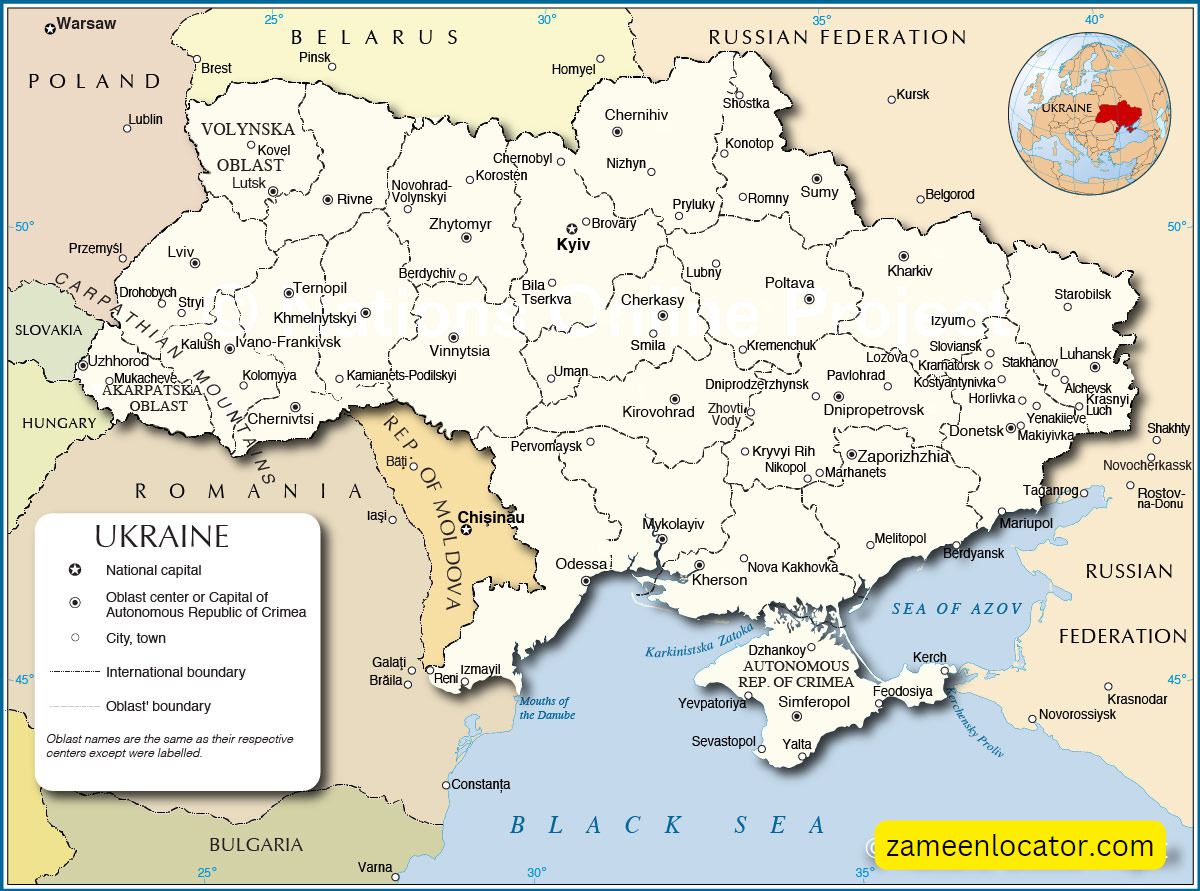 25°
30°
35°
40°
Warsaw
BELARUS
RUSSIAN FEDERATION
Pinsk
Brest
Homyel
POLAND
Kursk
Shostka
UKRAINE
Lublin
VOLYNSKA
OBLAST
Kovel
Lutsk
Chernihiv
Konotop
Chernobyl
Korosten
Nizhyn
Novohrad-
Volynskyi
Rivne
Sumy
Romny
Belgorod
Pryluky
50°
50°
Zhytomyr
Brovary
Kyiv
Przemyśl
Lviv
Kharkiv
Berdychiv
Lubny
Poltava
CARPATHIAN MOUNTAINS
Drohobych
Stryi
Ternopil
Khmelnytskyi
Bila
Tserkva
Cherkasy
Starobilsk
© Nations Online Project
SLOVAKIA
Kalush
Ivano-Frankivsk
Vinnytsia
Smila
Kremenchuk
Izyum
Lozova
Sloviansk
Kramatorsk
Stakhanov
Luhansk
Uzhhorod
Mukacheve
AKARPATSKA
OBLAST
Kolomyya
Kamianets-Podilskyi
Uman
Dniprodzerzhynsk
Pavlohrad
Kostyantynivka
Alchevsk
Krasnyi
Luch
Chernivtsi
Kirovohrad
Zhovti
Vody
Dnipropetrovsk
Horlivka
Yenakiieve
HUNGARY
REP. OF MOLDOVA
Donetsk
Makiyivka
Shakhty
Pervomaysk
Kryvyi Rih
Nikopol
Zaporizhzhia
Marhanets
Novocherkassk
Bălţi
ROMANIA
Taganrog
Rostov-
na-Donu
Iaşi
Chişinău
Mykolayiv
Mariupol
Melitopol
Berdyansk
Odessa
Kherson
Nova Kakhovka
RUSSIAN
FEDERATION
SEA OF AZOV
UKRAINE
National capital
Oblast center or Capital of
Autonomous Republic of Crimea
City, town
International boundary
Oblast' boundary
Oblast names are the same as their respective
centers except were labelled.
Karkinistska Zatoka
Dzhankoy
AUTONOMOUS
REP. OF CRIMEA
Kerch
Galaţi
Brăila
Reni
Izmayil
45°
45°
Mouths of
the Danube
Yevpatoriya
Simferopol
Feodosiya
Kerchensky Proliv
Krasnodar
Novorossiysk
Sevastopol
Yalta
Constanţa
BLACK SEA
BULGARIA
Varna
©
zameenlocator.com
25°
30°
35°